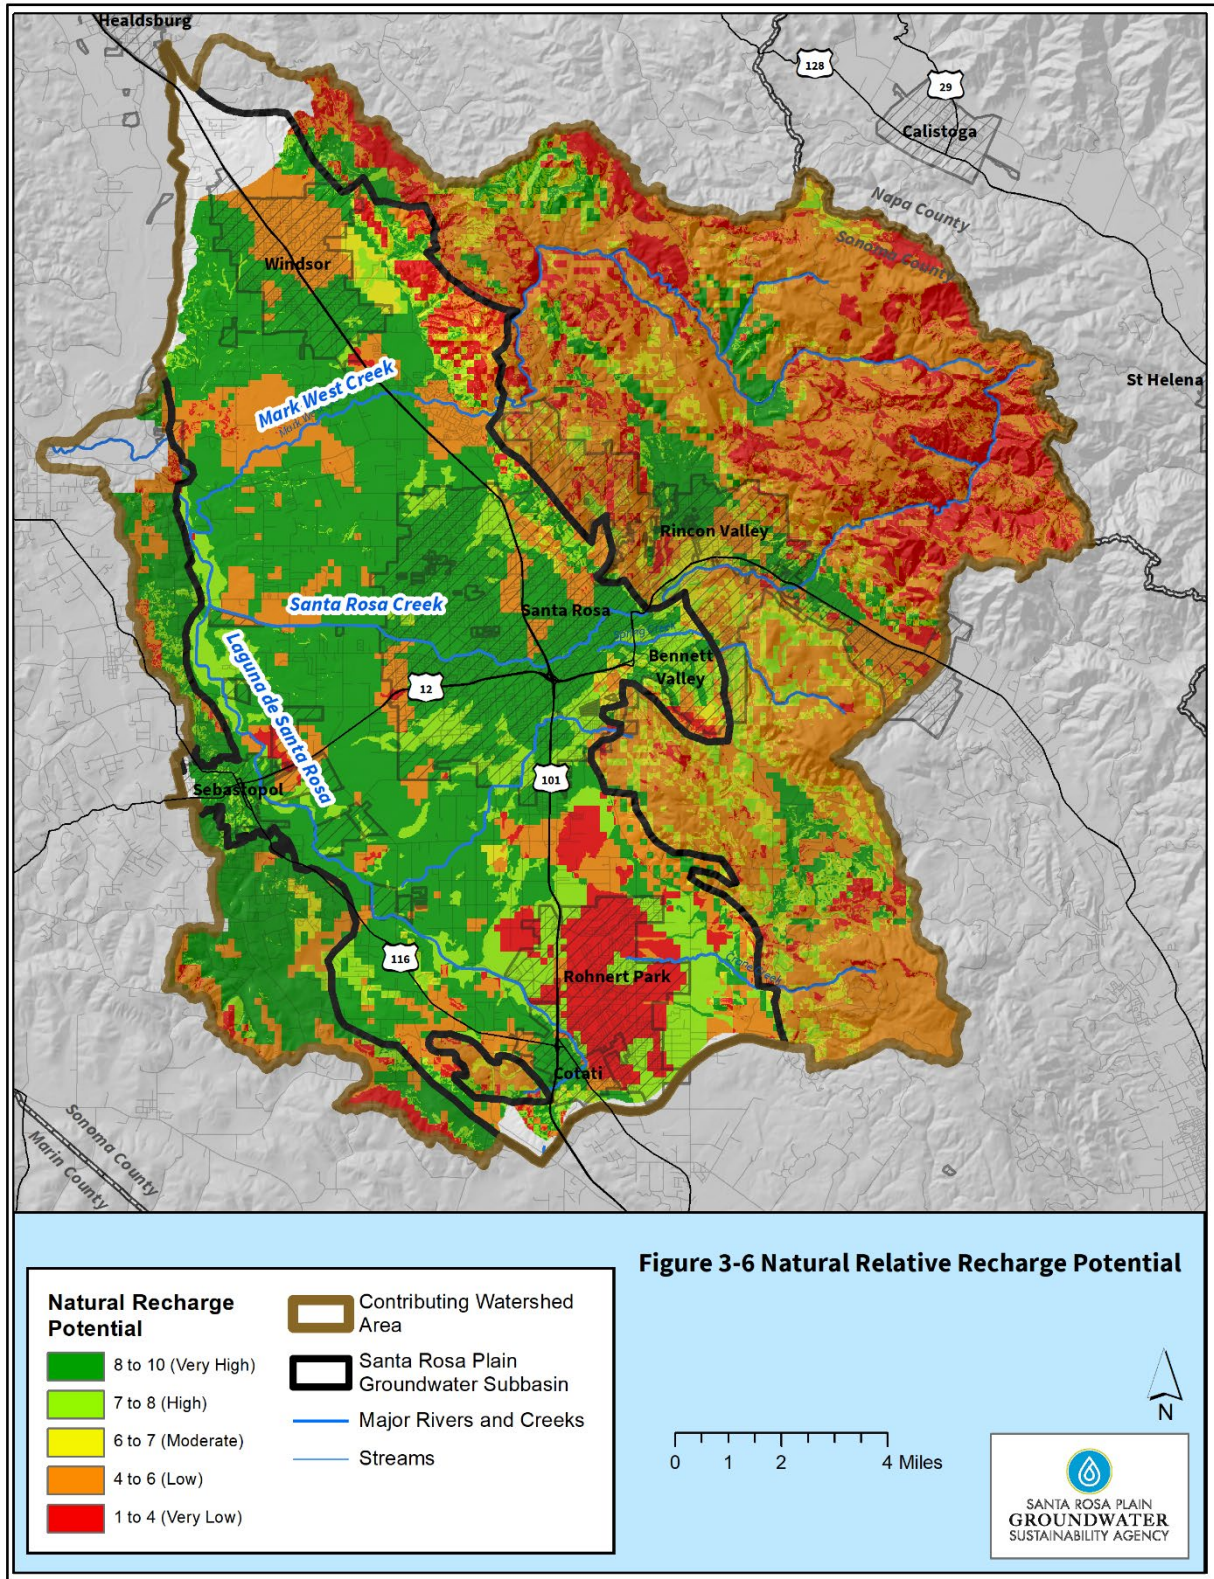 Healdsburg
128
29
Calistoga
Napa County
Sonoma County
Windsor
St Helena
Mark West Creek
Rincon Valley
Santa Rosa Creek
Santa Rosa
Spring Creek
Bennett
Valley
Laguna de Santa Rosa
12
101
Sebastopol
116
Crane Creek
Rohnert Park
Cotati
Sonoma County
Marin County
Figure 3-6 Natural Relative Recharge Potential
Natural Recharge
Potential
8 to 10 (Very High)
7 to 8 (High)
6 to 7 (Moderate)
4 to 6 (Low)
1 to 4 (Very Low)
Contributing Watershed
Area
Santa Rosa Plain
Groundwater Subbasin
Major Rivers and Creeks
Streams
0 1 2 4 Miles
N
SANTA ROSA PLAIN
GROUNDWATER
SUSTAINABILITY AGENCY